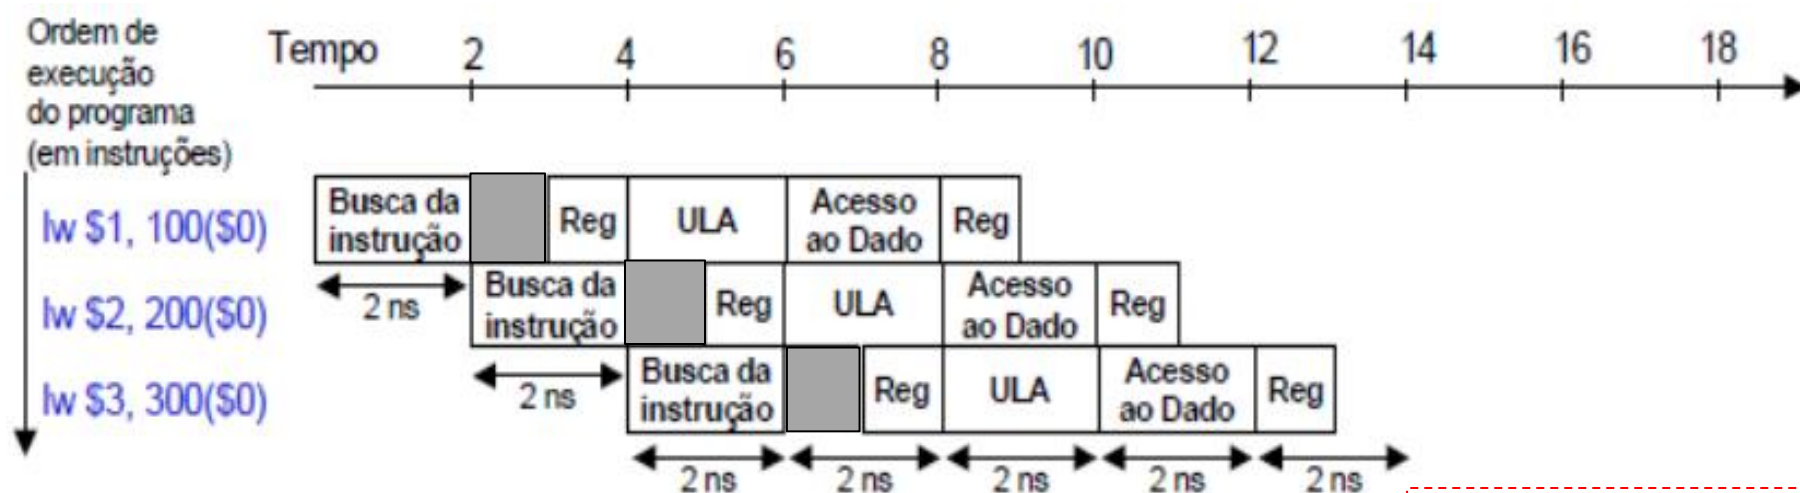 Ordem de
execução
do programa
(em instruções)
Tempo 2 4 6 8 10 12 14 16 18
lw $1, 100($0)
Busca da
instrução
Reg
ULA
Acesso
ao Dado
Reg
2 ns
lw $2, 200($0)
Busca da
instrução
Reg
ULA
Acesso
ao Dado
Reg
2 ns
lw $3, 300($0)
Busca da
instrução
Reg
ULA
Acesso
ao Dado
Reg
2 ns 2 ns 2 ns 2 ns 2 ns